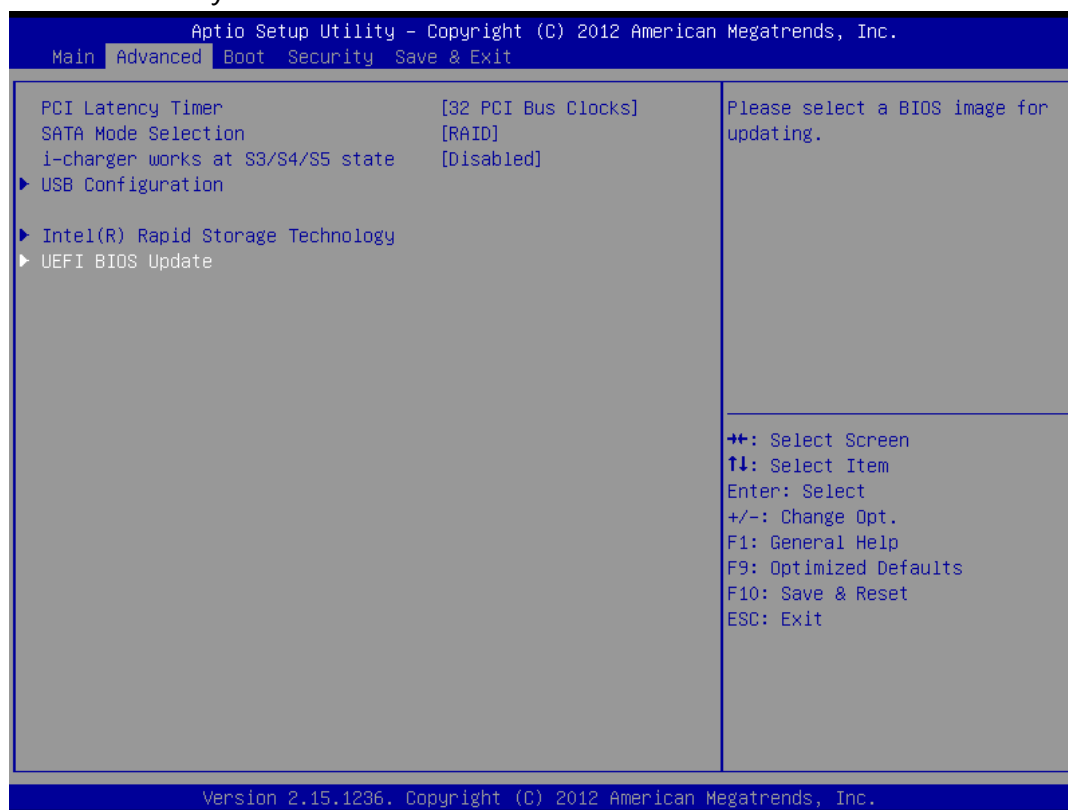 Aptio Setup Utility – Copyright (C) 2012 American Megatrends, Inc.
Main Advanced Boot Security Save & Exit
PCI Latency Timer [32 PCI Bus Clocks]
SATA Mode Selection [RAID]
i-charger works at S3/S4/S5 state [Disabled]
▶ USB Configuration
▶ Intel(R) Rapid Storage Technology
▶ UEFI BIOS Update
Please select a BIOS image for
updating.
→←: Select Screen
↑↓: Select Item
Enter: Select
+/-: Change Opt.
F1: General Help
F9: Optimized Defaults
F10: Save & Reset
ESC: Exit
Version 2.15.1236. Copyright (C) 2012 American Megatrends, Inc.